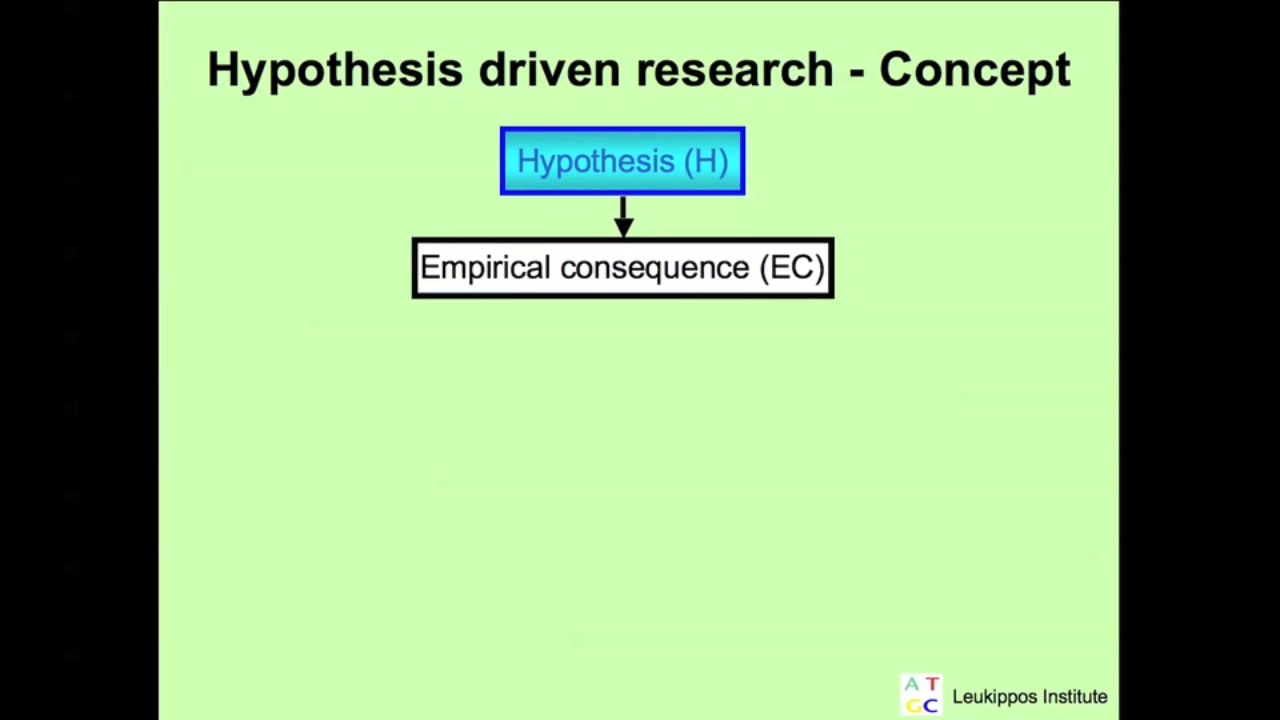 Hypothesis driven research - Concept
Hypothesis (H)
Empirical consequence (EC)
A T
G C
Leukippos Institute